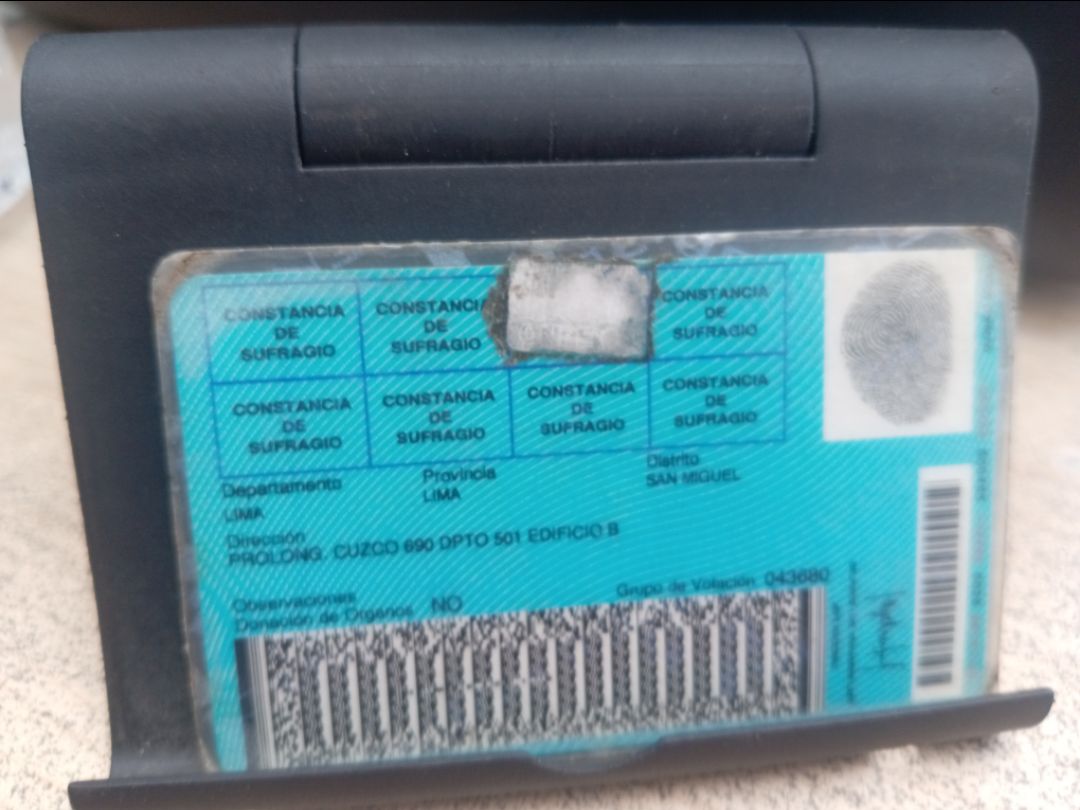 CONSTANCIA DE SUFRAGIO
CONSTANCIA DE SUFRAGIO
CONSTANCIA DE SUFRAGIO
CONSTANCIA DE SUFRAGIO
CONSTANCIA DE SUFRAGIO
CONSTANCIA DE SUFRAGIO
CONSTANCIA DE SUFRAGIO
Departamento Provincia Distrito
LIMA LIMA SAN MIGUEL
Dirección
PROLONG. CUZCO 690 DPTO 501 EDIFICIO B
Observaciones
Donación de Organos NO Grupo de Votación 043680